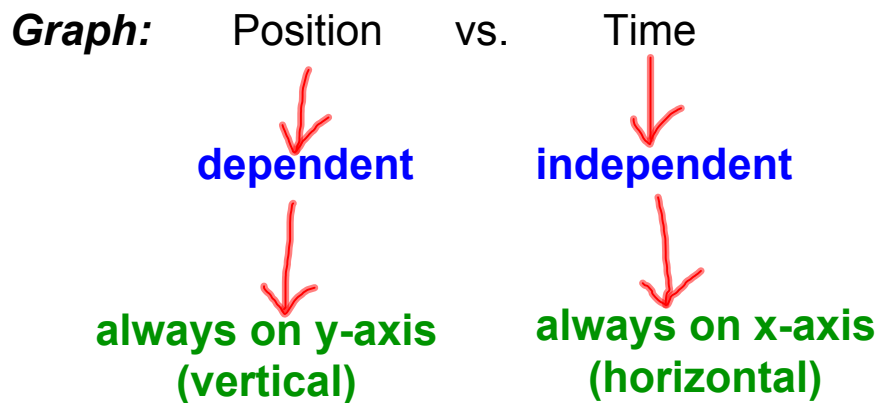 Graph: Position vs. Time
dependent independent
always on y-axis always on x-axis
(vertical) (horizontal)